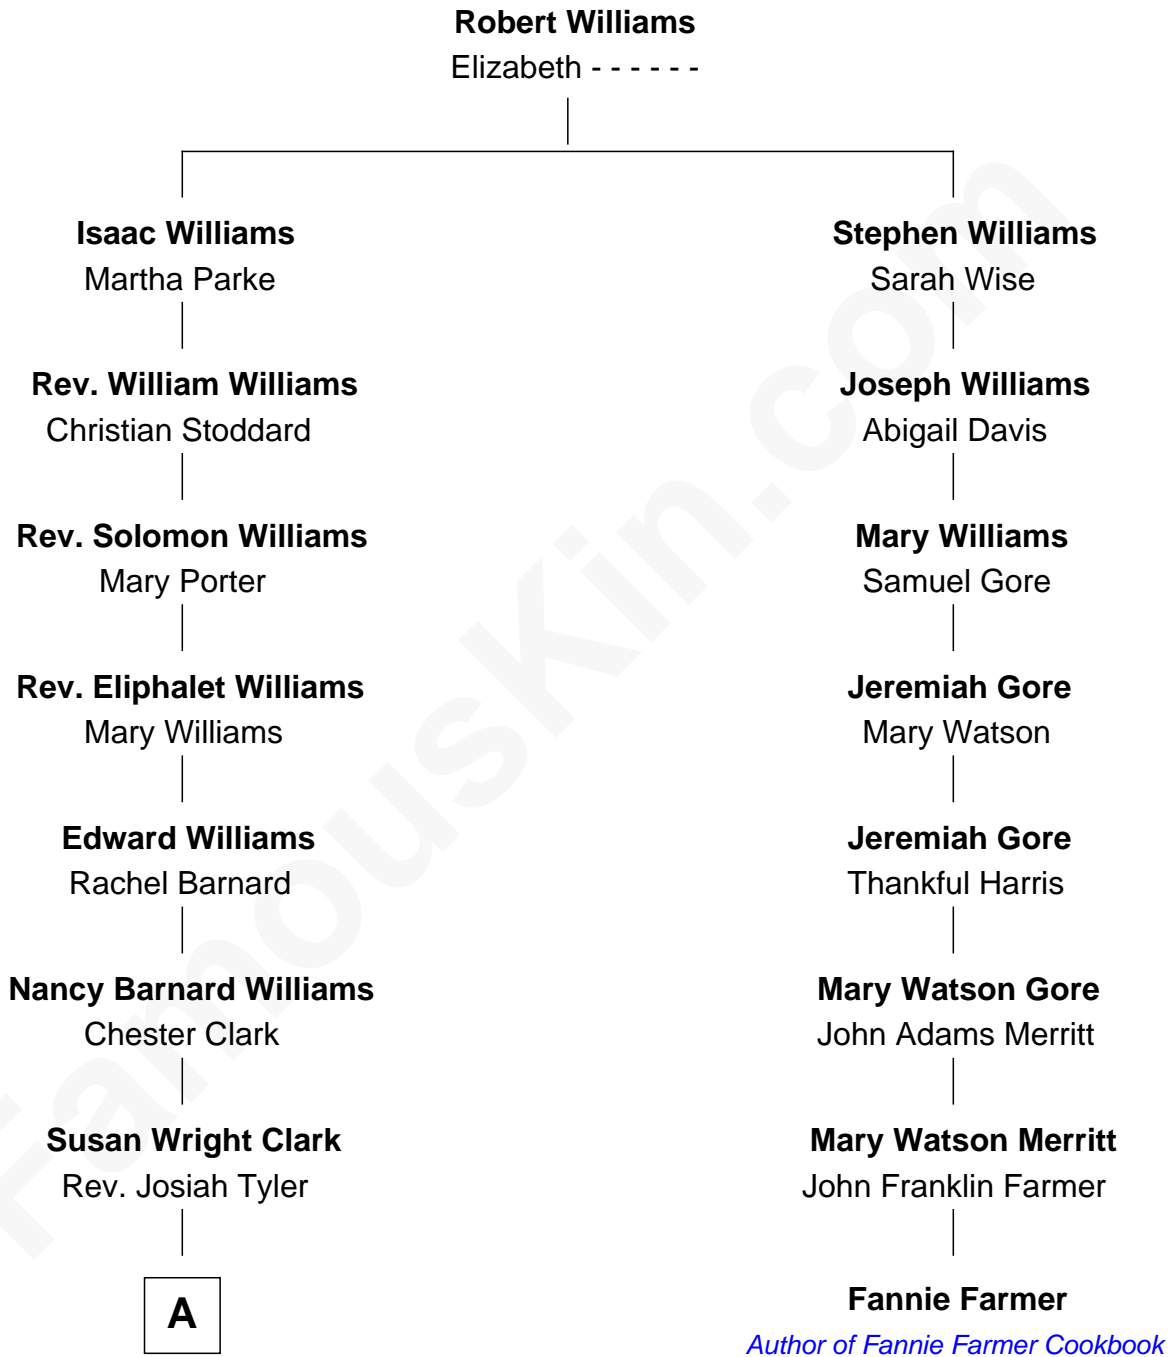 Robert Williams
Elizabeth - - - - - -
Isaac Williams
Martha Parke
Stephen Williams
Sarah Wise
Rev. William Williams
Christian Stoddard
Joseph Williams
Abigail Davis
Rev. Solomon Williams
Mary Porter
Mary Williams
Samuel Gore
Rev. Eliphalet Williams
Mary Williams
Jeremiah Gore
Mary Watson
Edward Williams
Rachel Barnard
Jeremiah Gore
Thankful Harris
Nancy Barnard Williams
Chester Clark
Mary Watson Gore
John Adams Merritt
Susan Wright Clark
Rev. Josiah Tyler
Mary Watson Merritt
John Franklin Farmer
A
Fannie Farmer
Author of Fannie Farmer Cookbook
FamousKin.com